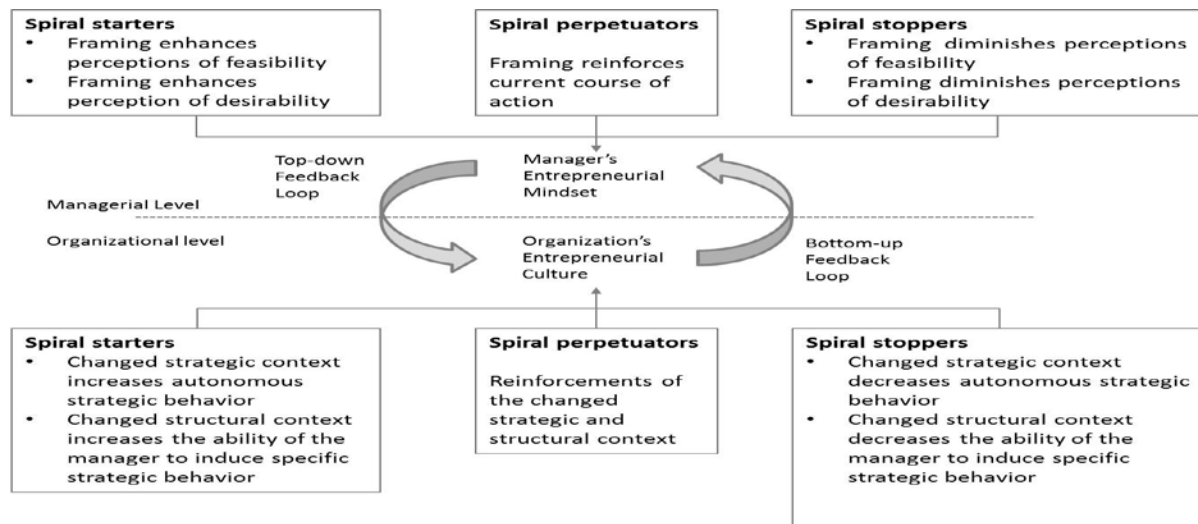 Spiral starters
• Framing enhances
perceptions of feasibility
• Framing enhances
perception of desirability
Spiral perpetuators
Framing reinforces
current course of
action
Spiral stoppers
• Framing diminishes perceptions
of feasibility
• Framing diminishes perceptions
of desirability
Top-down
Feedback
Loop
Manager's
Entrepreneurial
Mindset
Managerial Level
Organizational level
Organization's
Entrepreneurial
Culture
Bottom-up
Feedback
Loop
Spiral starters
• Changed strategic context
increases autonomous
strategic behavior
• Changed structural context
increases the ability of the
manager to induce specific
strategic behavior
Spiral perpetuators
Reinforcements of
the changed
strategic and
structural context
Spiral stoppers
• Changed strategic context
decreases autonomous strategic
behavior
• Changed structural context
decreases the ability of the
manager to induce specific
strategic behavior